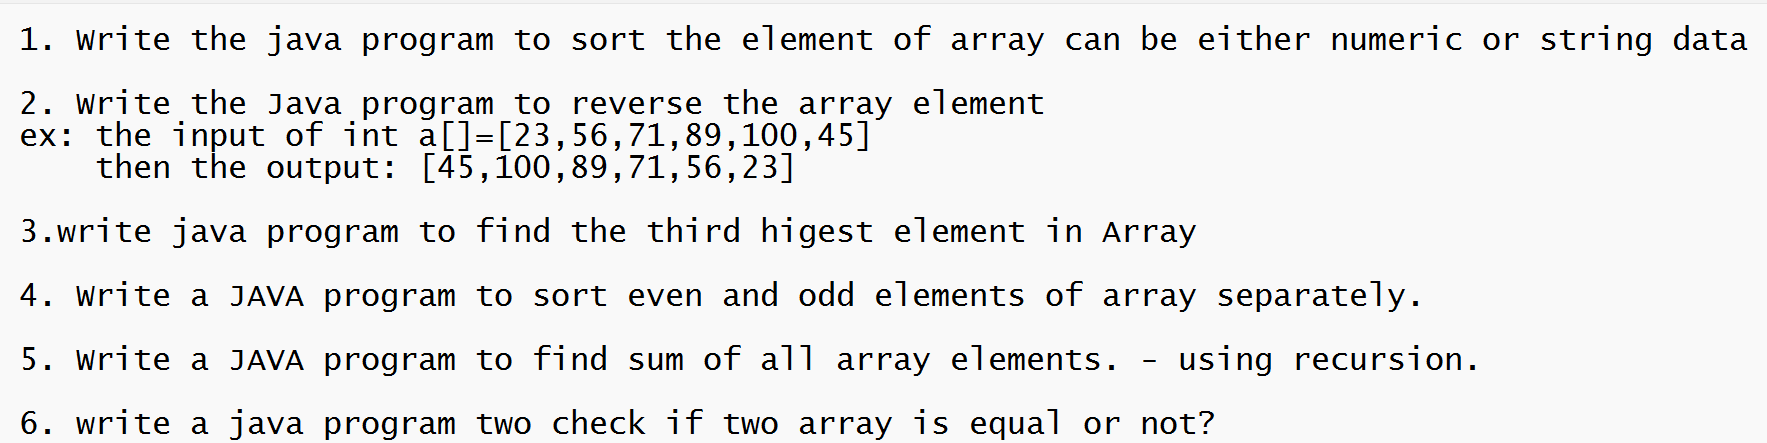 1. Write the java program to sort the element of array can be either numeric or string data
2. Write the Java program to reverse the array element
ex: the input of int a[]=[23,56,71,89,100,45]
then the output: [45,100,89,71,56,23]
3.write java program to find the third higest element in Array
4. Write a JAVA program to sort even and odd elements of array separately.
5. Write a JAVA program to find sum of all array elements. - using recursion.
6. write a java program two check if two array is equal or not?